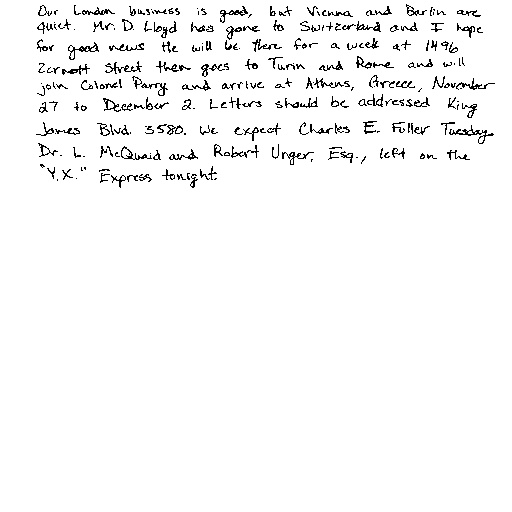 Our London business is good, but Vienna and Berlin are
quiet. Mr. D. Lloyd has gone to Switzerland and I hope
for good news He will be there for a week at 1496
Zermott Street then goes to Turin and Rome and will
join Colonel Parry and arrive at Athens, Greece, November
27 to December 2. Letters should be addressed King
James Blvd. 3580. We expect Charles E. Fuller Tuesday.
Dr. L. McQuaid and Robert Unger, Esq., left on the
"Y.X." Express tonight.